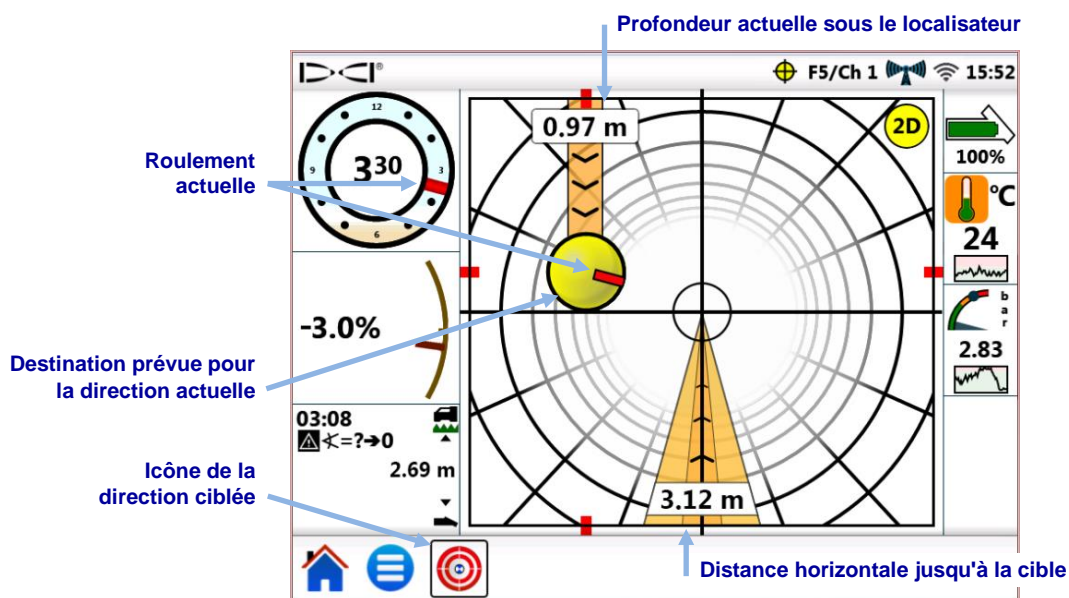 Profondeur actuelle sous le localisateur
DCI®
F5/Ch 1
15:52
12
3
6
9
3³⁰
Roulement
actuelle
0.97 m
2D
100%
°C
24
-3.0%
bar
2.83
Destination prévue pour
la direction actuelle
03:08
∢=?➔0
2.69 m
Icône de la
direction ciblée
3.12 m
Distance horizontale jusqu'à la cible